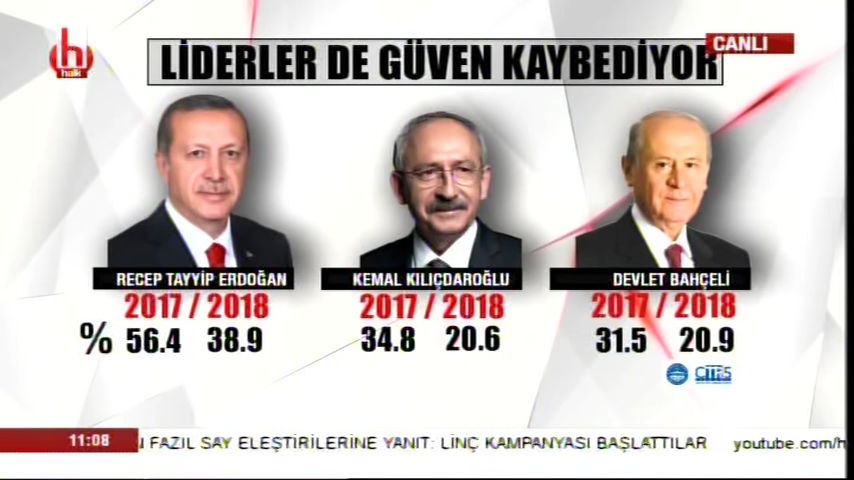 halk
CANLI
LİDERLER DE GÜVEN KAYBEDİYOR
RECEP TAYYİP ERDOĞAN
KEMAL KILIÇDAROĞLU
DEVLET BAHÇELİ
2017 / 2018
2017 / 2018
2017 / 2018
% 56.4 38.9
34.8 20.6
31.5 20.9
11:08
FAZIL SAY ELEŞTİRİLERİNE YANIT: LİNÇ KAMPANYASI BAŞLATTILAR youtube.com/h